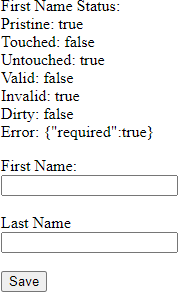 First Name Status:
Pristine: true
Touched: false
Untouched: true
Valid: false
Invalid: true
Dirty: false
Error: {"required":true}
First Name:
Last Name
Save